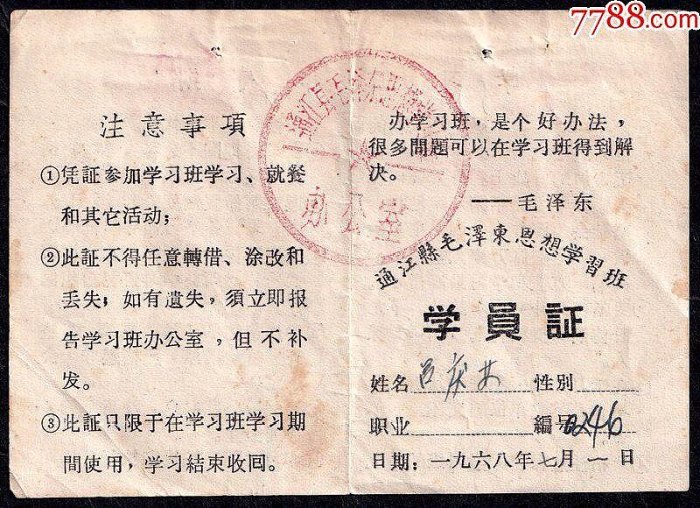 7788.com
注意事項
①凭証参加学习班学习、就餐
和其它活动;
②此証不得任意轉借、涂改和
丢失;如有遺失,須立即报
告学习班办公室,但不补
发。
③此証只限于在学习班学习期
間使用,学习結束收回。
办公室
办学习班,是个好办法,
很多問題可以在学习班得到解
决。
——毛泽东
通江縣毛澤東思想学習班
学員証
姓名 吕庆 性別
职业 編号 0246
日期:一九六八年七月一日